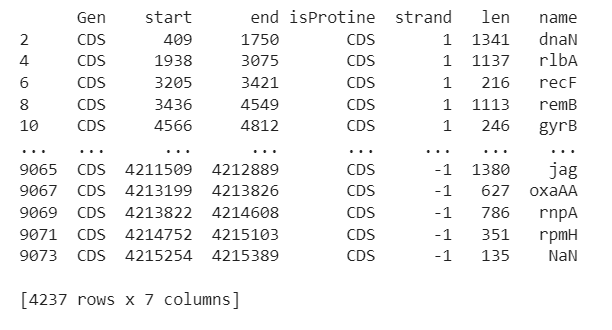 Gen start end isProtine strand len name
2 CDS 409 1750 CDS 1 1341 dnaN
4 CDS 1938 3075 CDS 1 1137 rlbA
6 CDS 3205 3421 CDS 1 216 recF
8 CDS 3436 4549 CDS 1 1113 remB
10 CDS 4566 4812 CDS 1 246 gyrB
... ... ... ... ... ... ... ...
9065 CDS 4211509 4212889 CDS -1 1380 jag
9067 CDS 4213199 4213826 CDS -1 627 oxaAA
9069 CDS 4213822 4214608 CDS -1 786 rnpA
9071 CDS 4214752 4215103 CDS -1 351 rpmH
9073 CDS 4215254 4215389 CDS -1 135 NaN
[4237 rows x 7 columns]